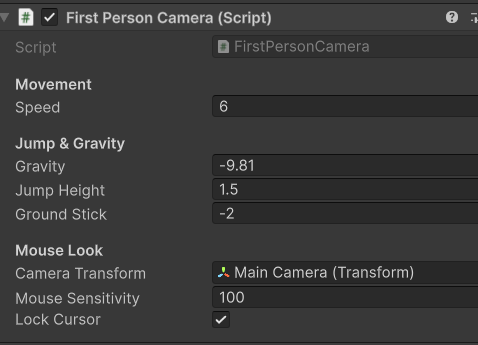 First Person Camera (Script)
Script FirstPersonCamera
Movement
Speed 6
Jump & Gravity
Gravity -9.81
Jump Height 1.5
Ground Stick -2
Mouse Look
Camera Transform Main Camera (Transform)
Mouse Sensitivity 100
Lock Cursor